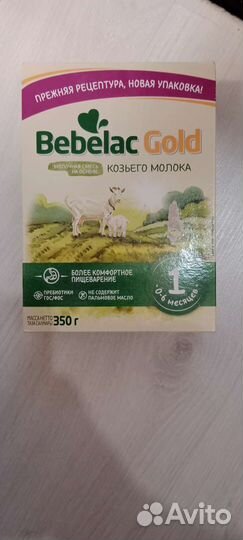 ПРЕЖНЯЯ РЕЦЕПТУРА, НОВАЯ УПАКОВКА!
Bebelac Gold
МОЛОЧНАЯ СМЕСЬ
НА ОСНОВЕ
КОЗЬЕГО МОЛОКА
БОЛЕЕ КОМФОРТНОЕ
ПИЩЕВАРЕНИЕ
ПРЕБИОТИКИ
ГОС/ФОС
НЕ СОДЕРЖИТ
ПАЛЬМОВОЕ МАСЛО
1
0-6 месяцев
МАССА НЕТТО
350 г
Avito